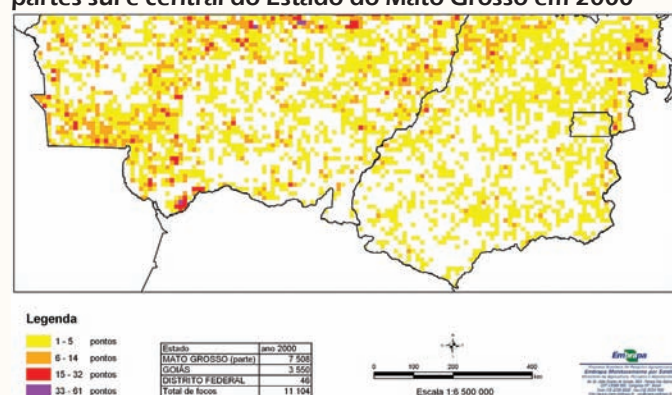 partes sul e central do Estado do Mato Grosso em 2000
Legenda
1 - 5 pontos
6 - 14 pontos
15 - 32 pontos
33 - 61 pontos
Estado ano 2000
MATO GROSSO (parte) 7 508
GOIÁS 3 550
DISTRITO FEDERAL 46
Total de focos 11 104
0 100 200 400
Escala 1:6 500 000
Embrapa